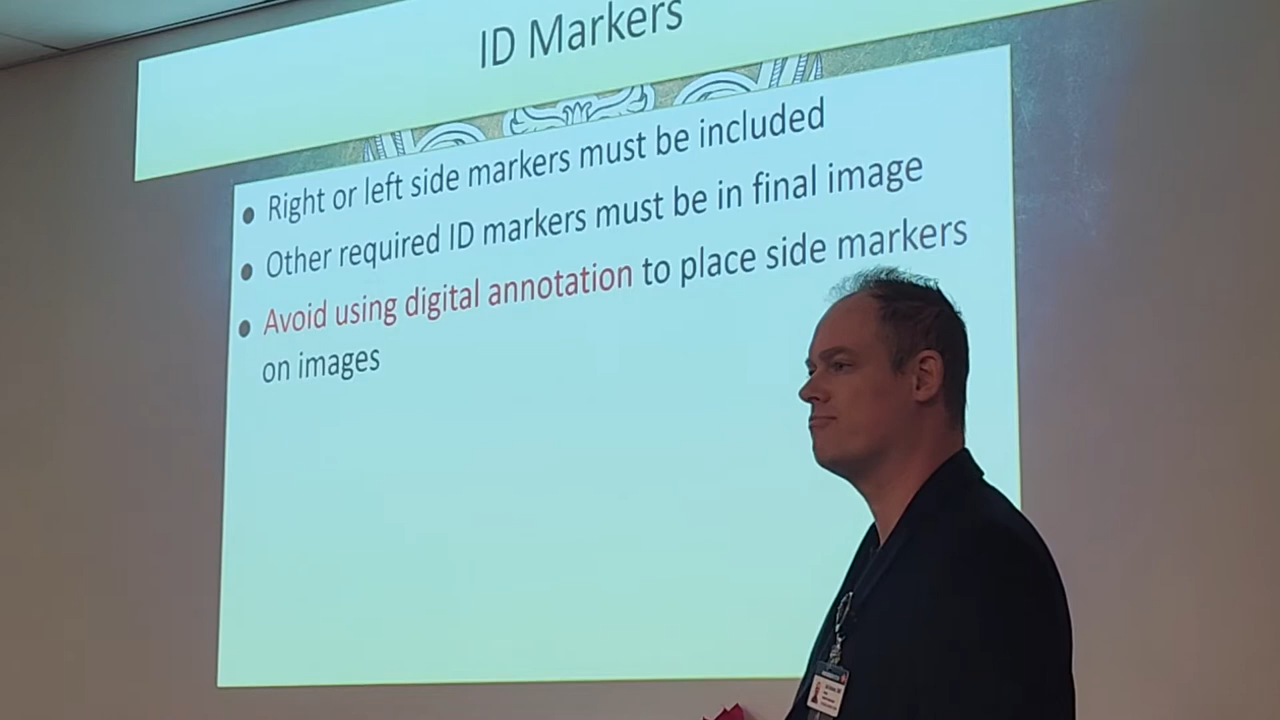 ID Markers
• Right or left side markers must be included
• Other required ID markers must be in final image
• Avoid using digital annotation to place side markers
on images